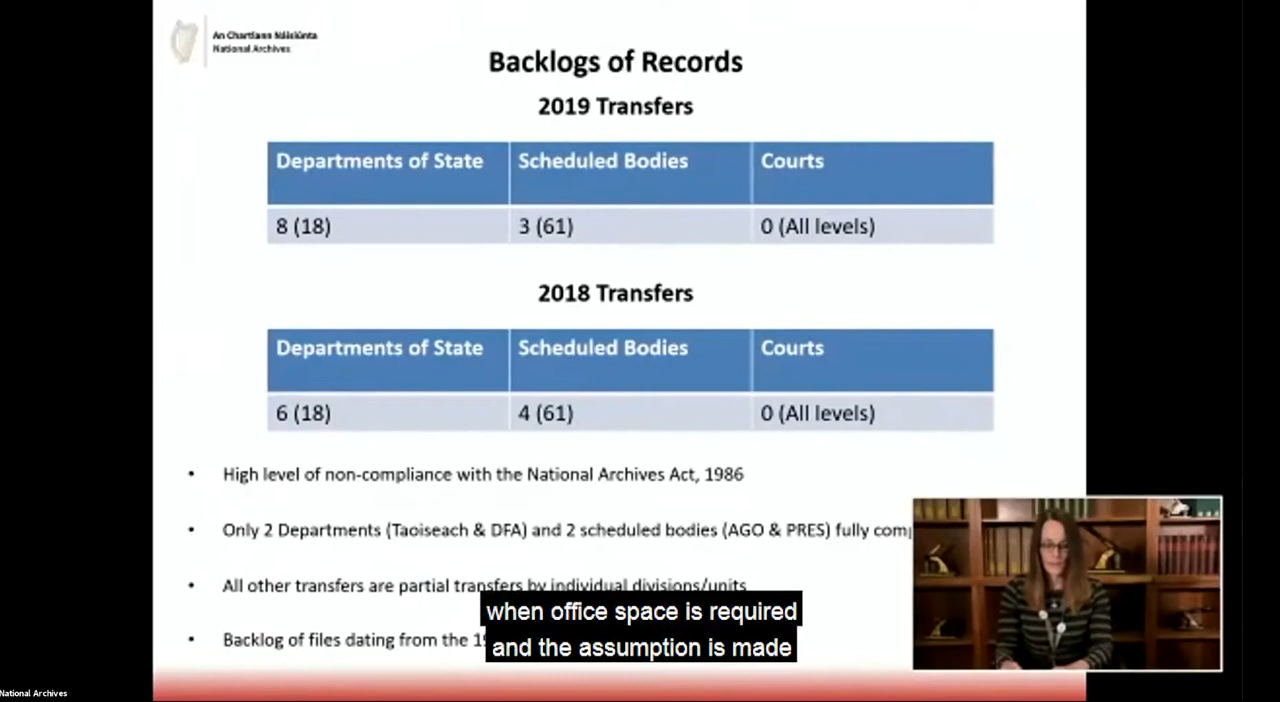 An Chartlann Náisiúnta
National Archives
Backlogs of Records
2019 Transfers
Departments of State Scheduled Bodies Courts
8 (18) 3 (61) 0 (All levels)
2018 Transfers
Departments of State Scheduled Bodies Courts
6 (18) 4 (61) 0 (All levels)
• High level of non-compliance with the National Archives Act, 1986
• Only 2 Departments (Taoiseach & DFA) and 2 scheduled bodies (AGO & PRES) fully
• All other transfers are partial transfers by individual divisions/units
• Backlog of files dating from the
when office space is required
and the assumption is made
National Archives